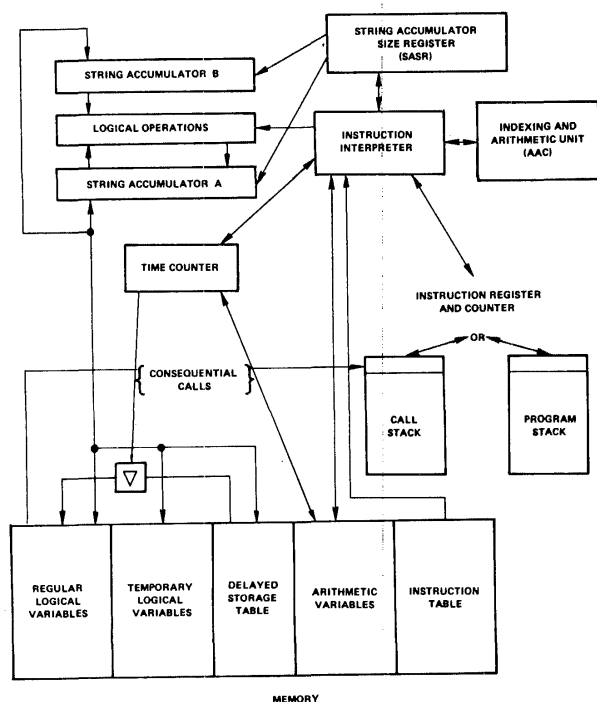 STRING ACCUMULATOR
SIZE REGISTER
(SASR)
STRING ACCUMULATOR B
LOGICAL OPERATIONS
STRING ACCUMULATOR A
INSTRUCTION
INTERPRETER
INDEXING AND
ARITHMETIC UNIT
(AAC)
TIME COUNTER
INSTRUCTION REGISTER
AND COUNTER
OR
{ CONSEQUENTIAL
CALLS }
CALL
STACK
PROGRAM
STACK
▽
REGULAR
LOGICAL
VARIABLES
TEMPORARY
LOGICAL
VARIABLES
DELAYED
STORAGE
TABLE
ARITHMETIC
VARIABLES
INSTRUCTION
TABLE
MEMORY